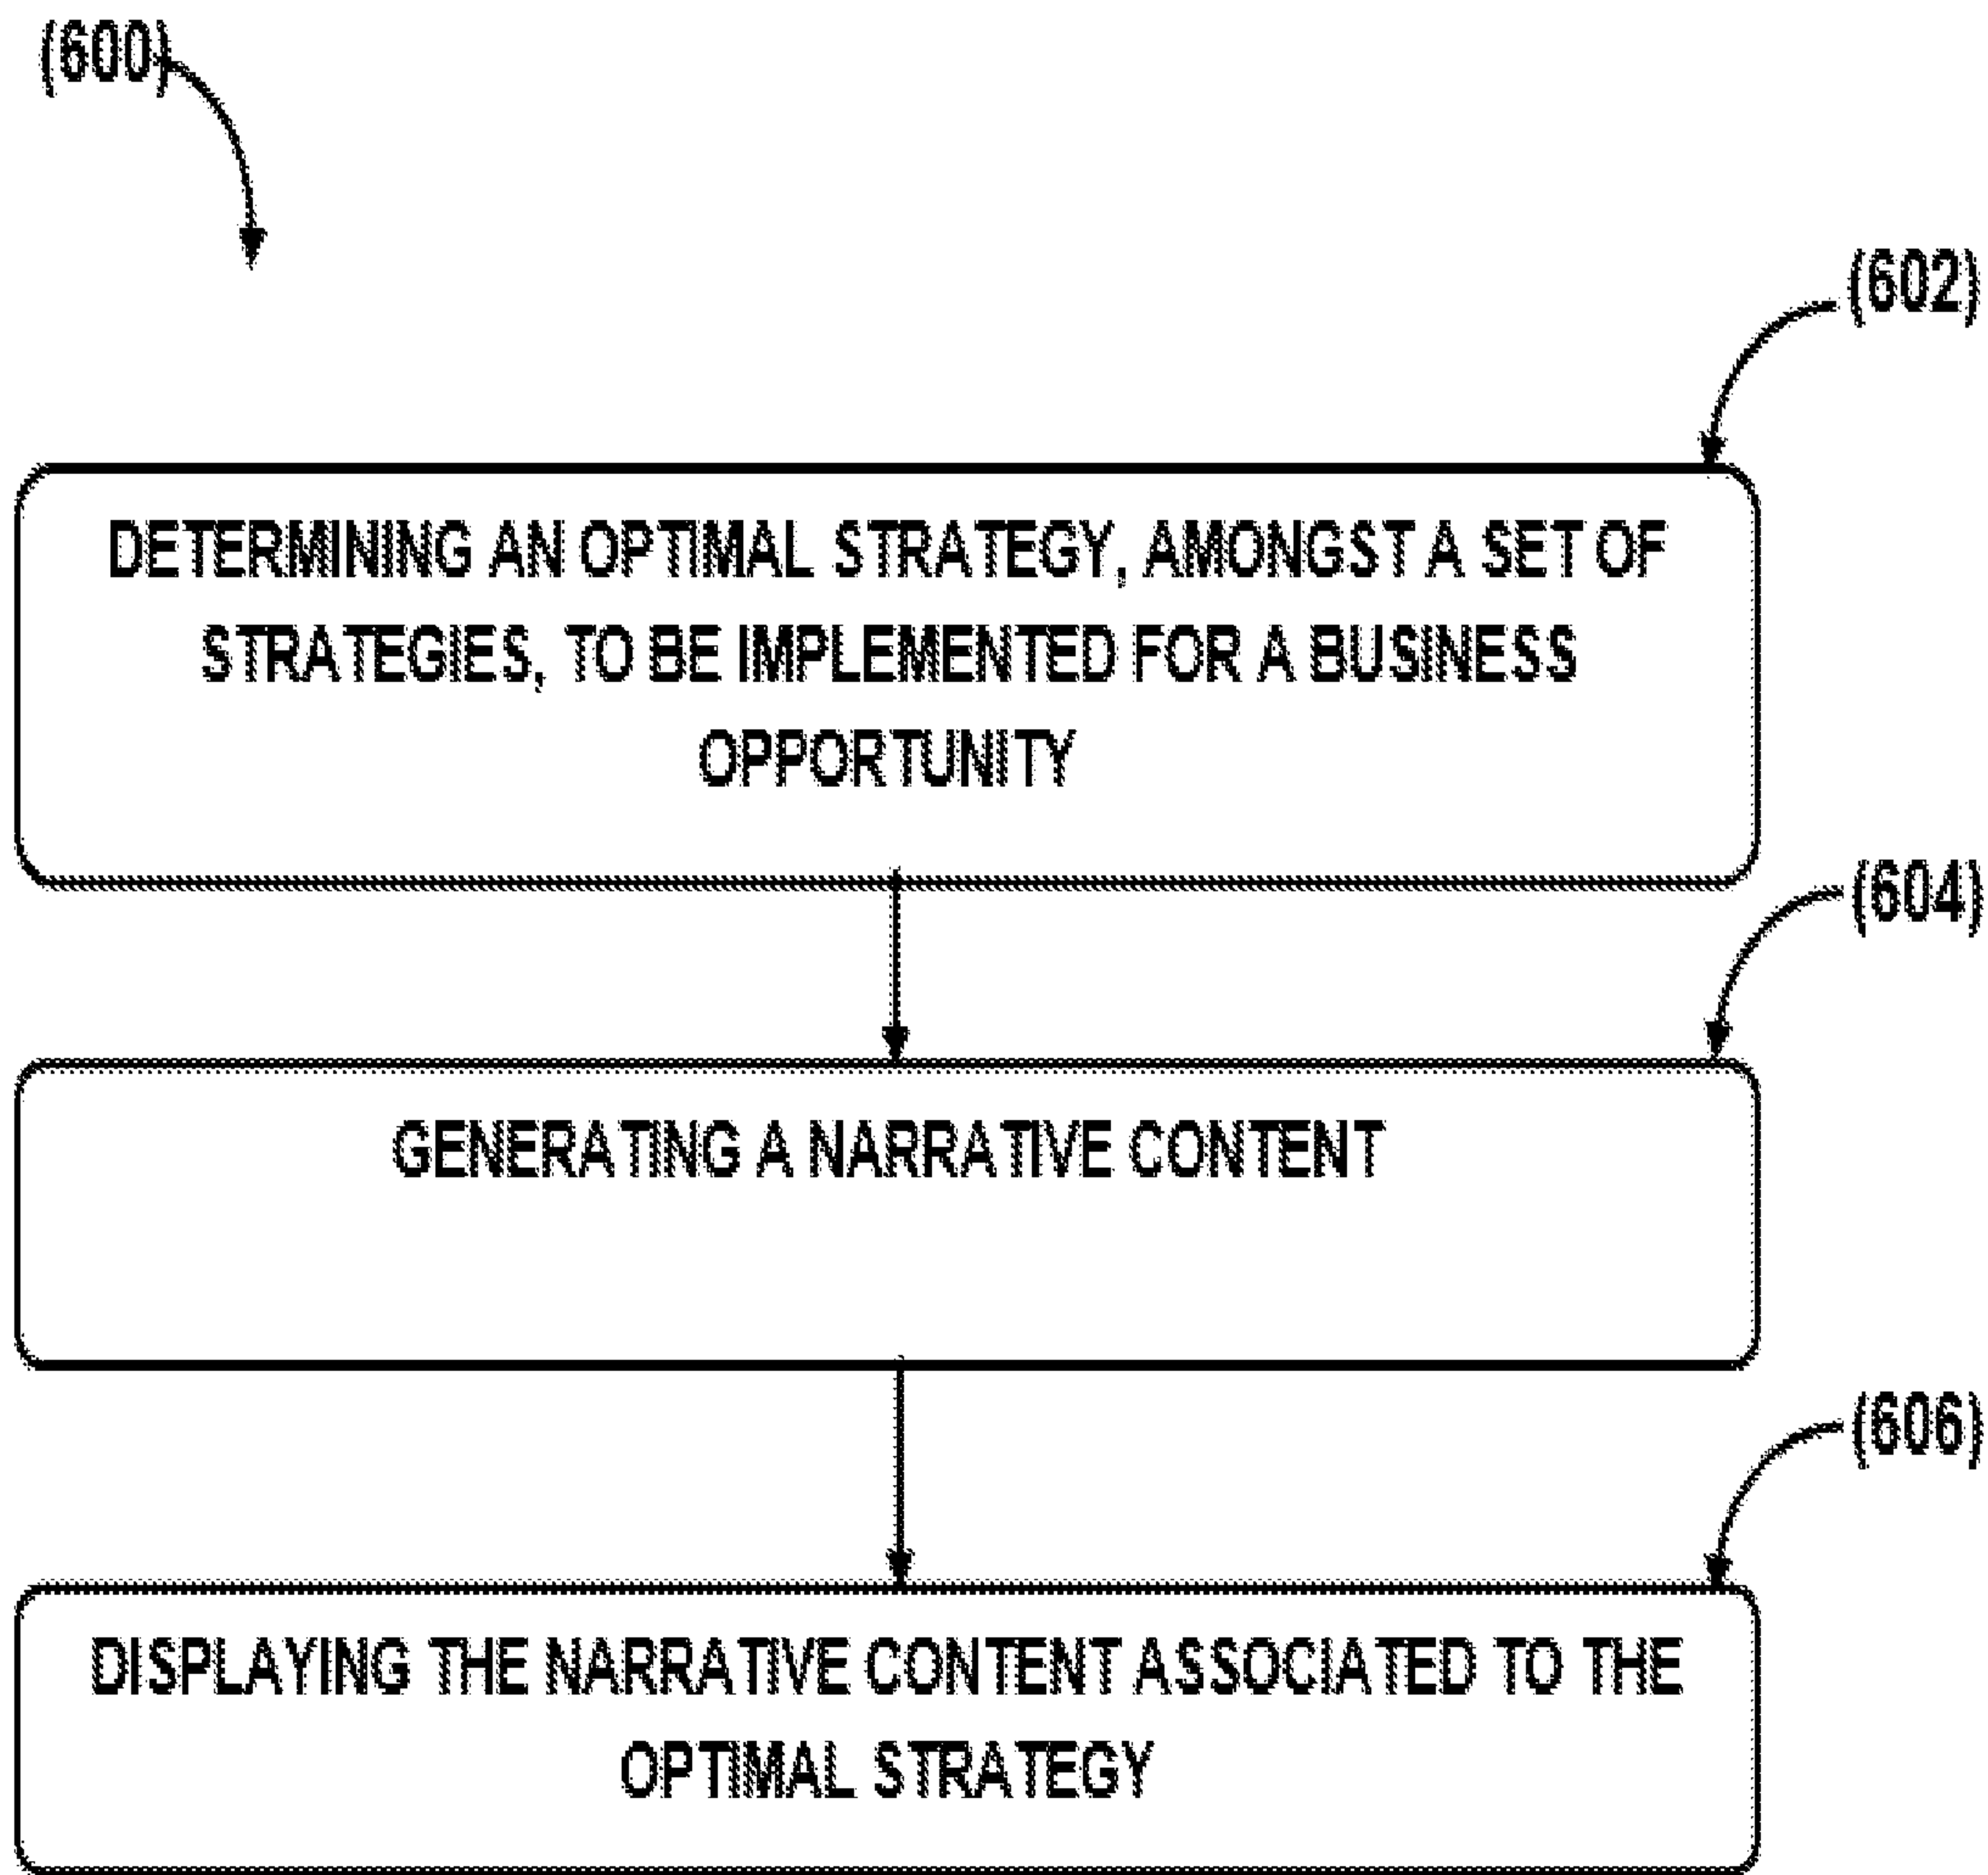 (600)
(602)
DETERMINING AN OPTIMAL STRATEGY, AMONGST A SET OF
STRATEGIES, TO BE IMPLEMENTED FOR A BUSINESS
OPPORTUNITY
(604)
GENERATING A NARRATIVE CONTENT
(606)
DISPLAYING THE NARRATIVE CONTENT ASSOCIATED TO THE
OPTIMAL STRATEGY